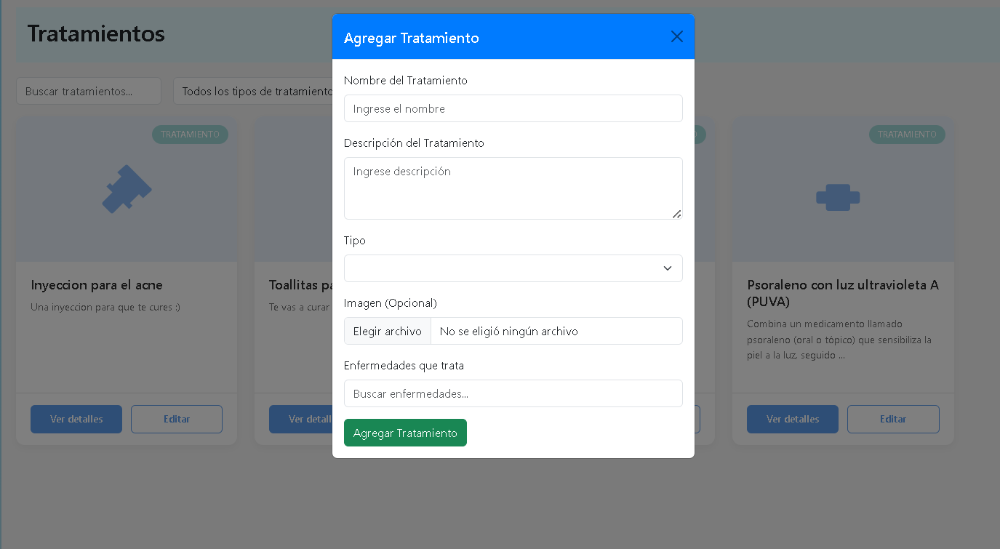 Tratamientos
Buscar tratamientos...
Todos los tipos de tratamiento
TRATAMIENTO
TRATAMIENTO
Inyeccion para el acne
Una inyeccion para que te cures :)
Ver detalles
Editar
Toallitas
Te vas a curar
Ver
Psoraleno con luz ultravioleta A
(PUVA)
Combina un medicamento llamado
psoraleno (oral o tópico) que sensibiliza la
piel a la luz, seguido ...
Ver detalles
Editar
Agregar Tratamiento
Nombre del Tratamiento
Ingrese el nombre
Descripción del Tratamiento
Ingrese descripción
Tipo
Imagen (Opcional)
Elegir archivo
No se eligió ningún archivo
Enfermedades que trata
Buscar enfermedades...
Agregar Tratamiento